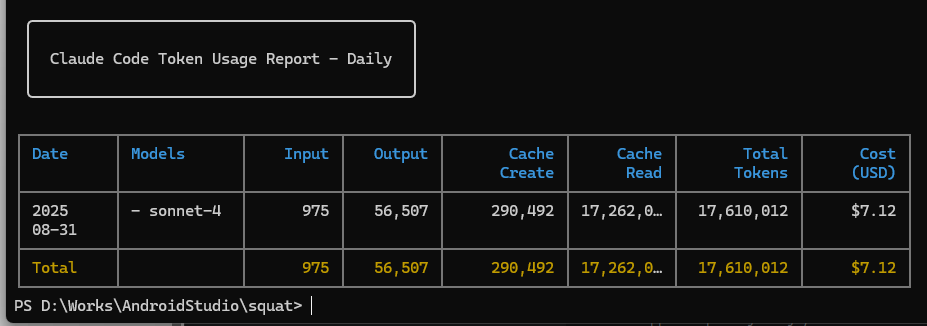 Claude Code Token Usage Report - Daily
Date Models Input Output Cache Create Cache Read Total Tokens Cost (USD)
2025 08-31 - sonnet-4 975 56,507 290,492 17,262,0… 17,610,012 $7.12
Total 975 56,507 290,492 17,262,0… 17,610,012 $7.12
PS D:\Works\AndroidStudio\squat>